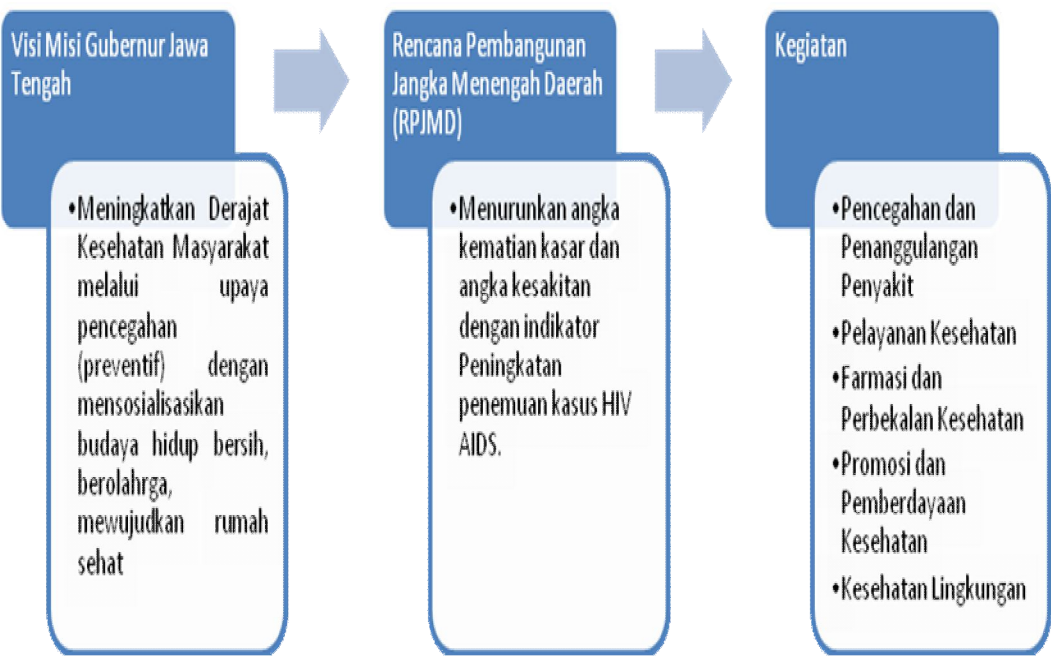 Visi Misi Gubernur Jawa
Tengah
•Meningkatkan Derajat
Kesehatan Masyarakat
melalui upaya
pencegahan
(preventif) dengan
mensosialisasikan
budaya hidup bersih,
berolahrga,
mewujudkan rumah
sehat
Rencana Pembangunan
Jangka Menengah Daerah
(RPJMD)
•Menurunkan angka
kematian kasar dan
angka kesakitan
dengan indikator
Peningkatan
penemuan kasus HIV
AIDS.
Kegiatan
•Pencegahan dan
Penanggulangan
Penyakit
•Pelayanan Kesehatan
•Farmasi dan
Perbekalan Kesehatan
•Promosi dan
Pemberdayaan
Kesehatan
•Kesehatan Lingkungan